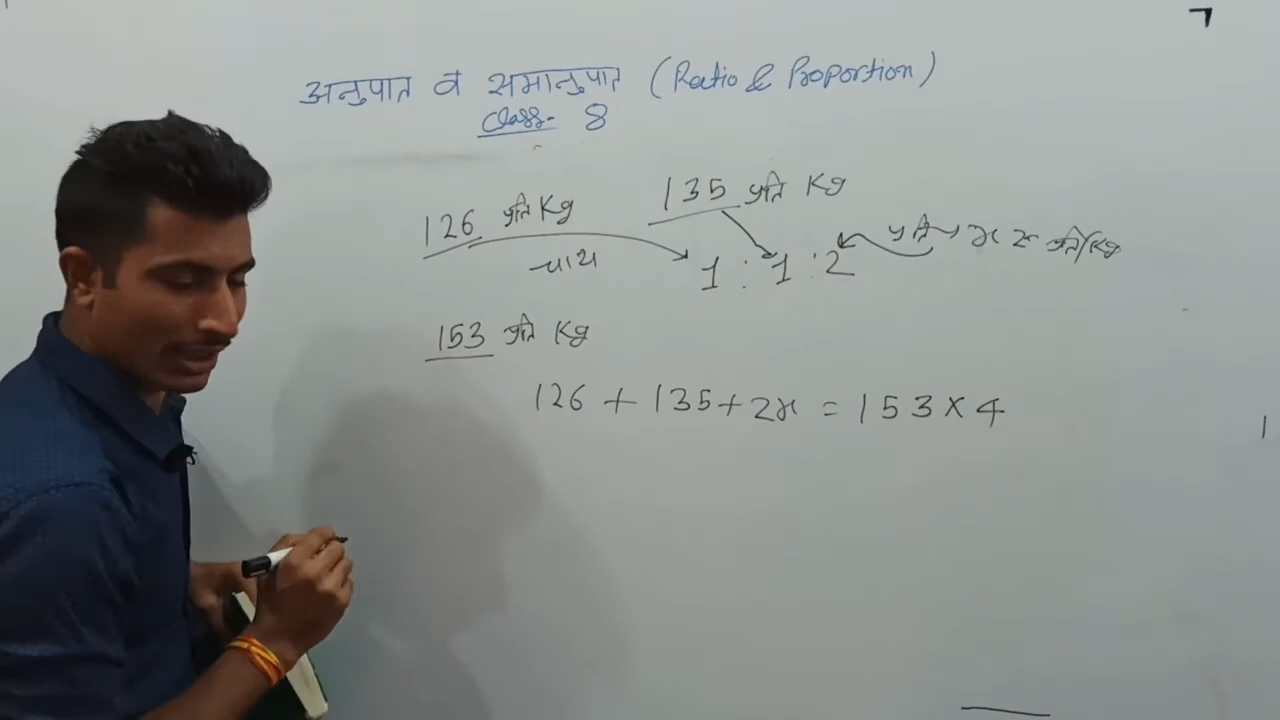 अनुपात व समानुपात (Ratio & Proportion)
Class- 8
126 प्रति Kg 135 प्रति Kg
चाय 1 : 1 : 2 x रू प्रति/Kg
153 प्रति Kg
126 + 135 + 2x = 153 × 4